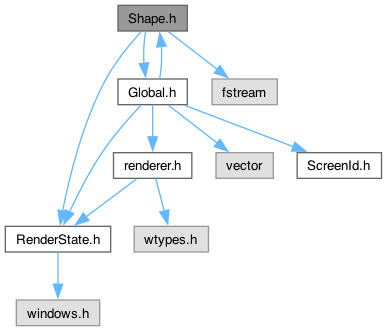 Shape.h
Global.h
fstream
renderer.h
vector
ScreenId.h
RenderState.h
wtypes.h
windows.h